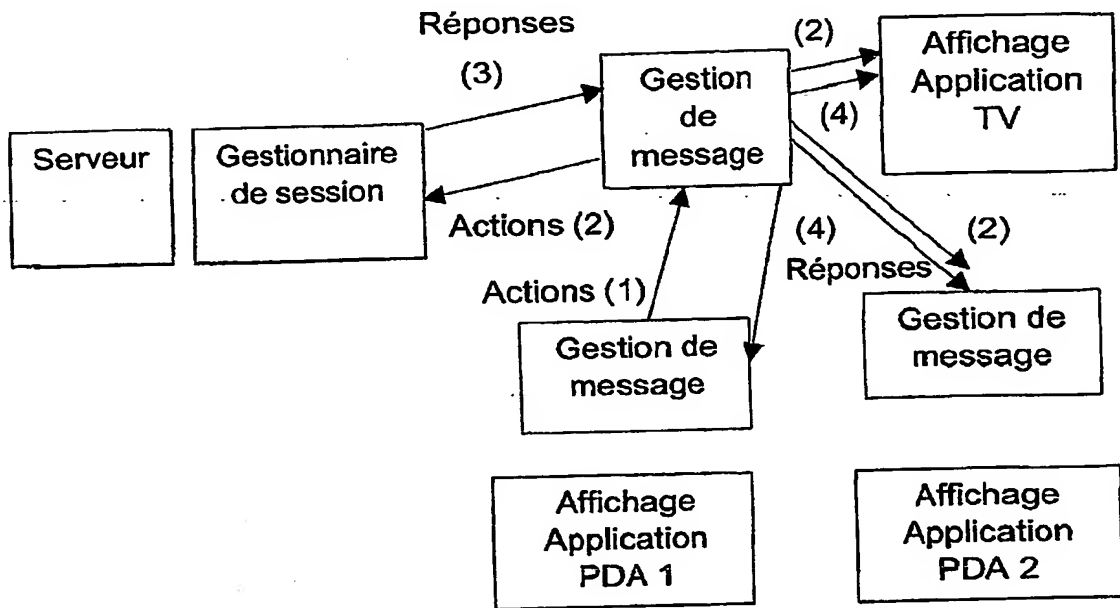 Réponses
(3)
Gestion
de
message
(2)
(4)
Affichage
Application
TV
Serveur
Gestionnaire
de session
Actions (2)
Actions (1)
(4)
Réponses
(2)
Gestion de
message
Gestion de
message
Affichage
Application
PDA 1
Affichage
Application
PDA 2